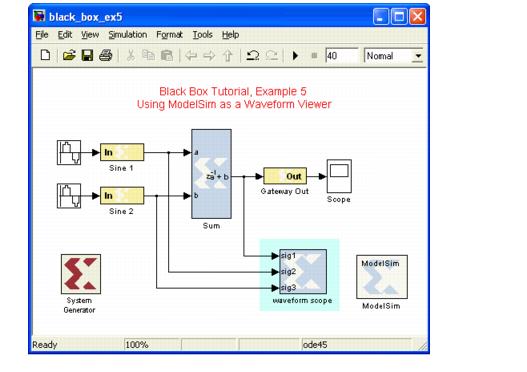 black_box_ex5
File Edit View Simulation Format Tools Help
40 Normal
Black Box Tutorial, Example 5
Using ModelSim as a Waveform Viewer
In
Sine 1
In
Sine 2
a
b
Sum
Out
Gateway Out
Scope
sig1
sig2
sig3
waveform scope
ModelSim
ModelSim
System
Generator
Ready 100% ode45